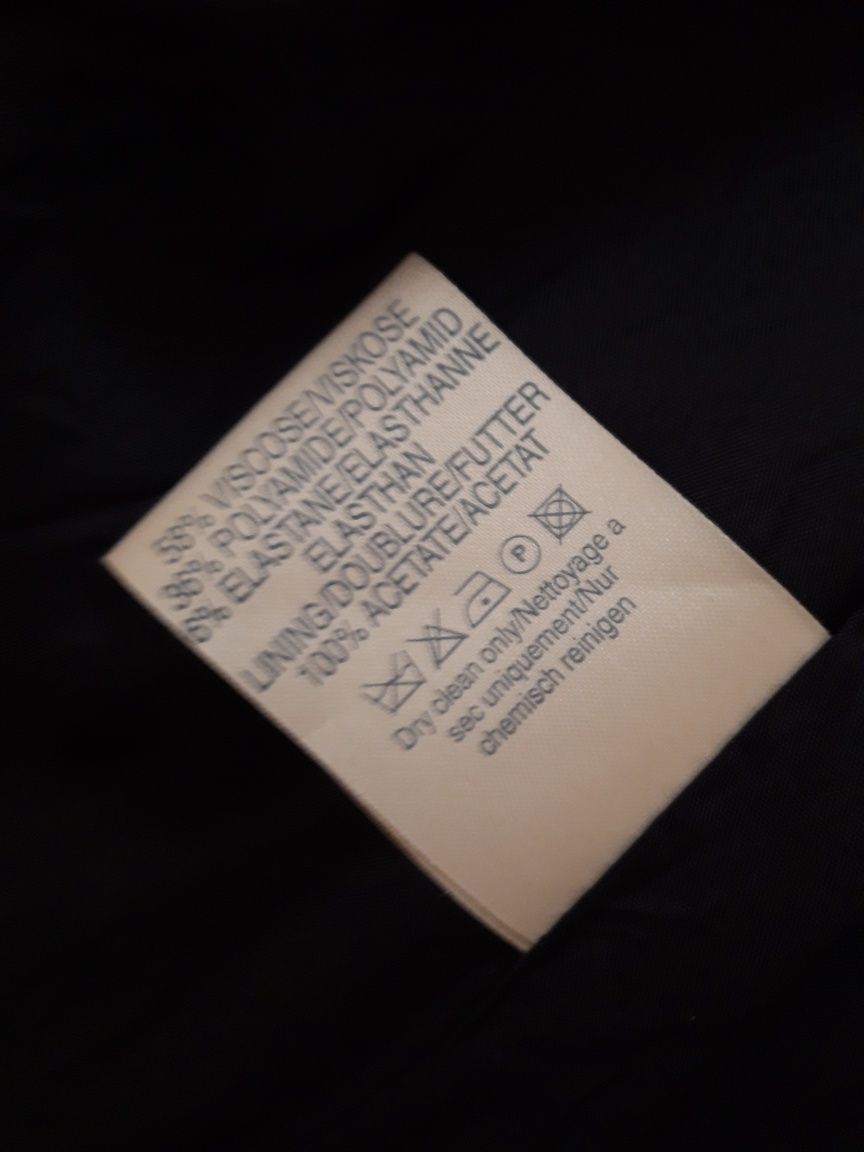 58% VISCOSE/VISKOSE
36% POLYAMIDE/POLYAMID
6% ELASTANE/ELASTHANNE
ELASTHAN
LINING/DOUBLURE/FUTTER
100% ACETATE/ACETAT
P
Dry clean only/Nettoyage a
sec uniquement/Nur
chemisch reinigen